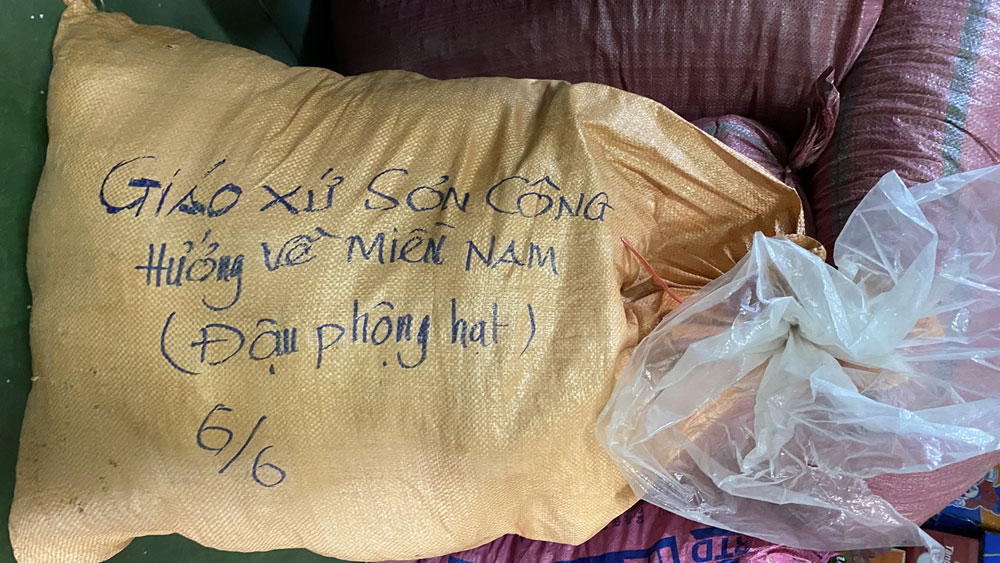 GIÁO XỨ SƠN CÔNG
Hướng về MIỀN NAM
(Đậu phộng hạt)
6/6